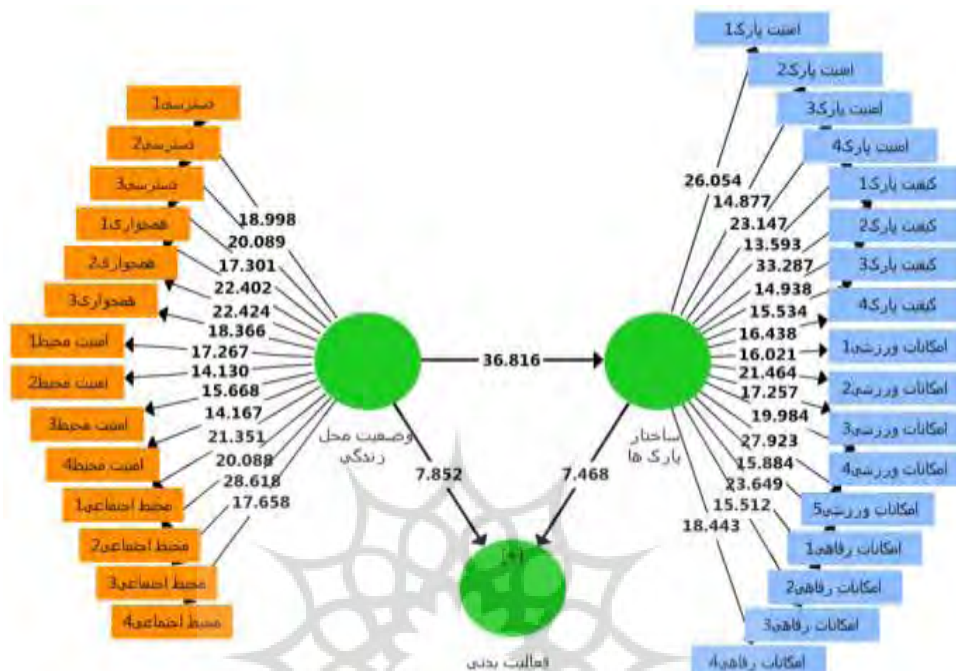 دسترسی1
دسترسی2
دسترسی3
همجواری1
همجواری2
همجواری3
امنیت محیط1
امنیت محیط2
امنیت محیط3
امنیت محیط4
محیط اجتماعی1
محیط اجتماعی2
محیط اجتماعی3
محیط اجتماعی4
18.998
20.089
17.301
22.402
22.424
18.366
17.267
14.130
15.668
14.167
21.351
20.088
28.618
17.658
وضعیت محل
زندگی
36.816
7.852
7.468
ساختار
پارک ها
[+]
فعالیت بدنی
26.054
14.877
23.147
13.593
33.287
14.938
15.534
16.438
16.021
21.464
17.257
19.984
27.923
15.884
23.649
15.512
18.443
امنیت پارک1
امنیت پارک2
امنیت پارک3
امنیت پارک4
کیفیت پارک1
کیفیت پارک2
کیفیت پارک3
کیفیت پارک4
امکانات ورزشی1
امکانات ورزشی2
امکانات ورزشی3
امکانات ورزشی4
امکانات ورزشی5
امکانات رفاهی1
امکانات رفاهی2
امکانات رفاهی3
امکانات رفاهی4